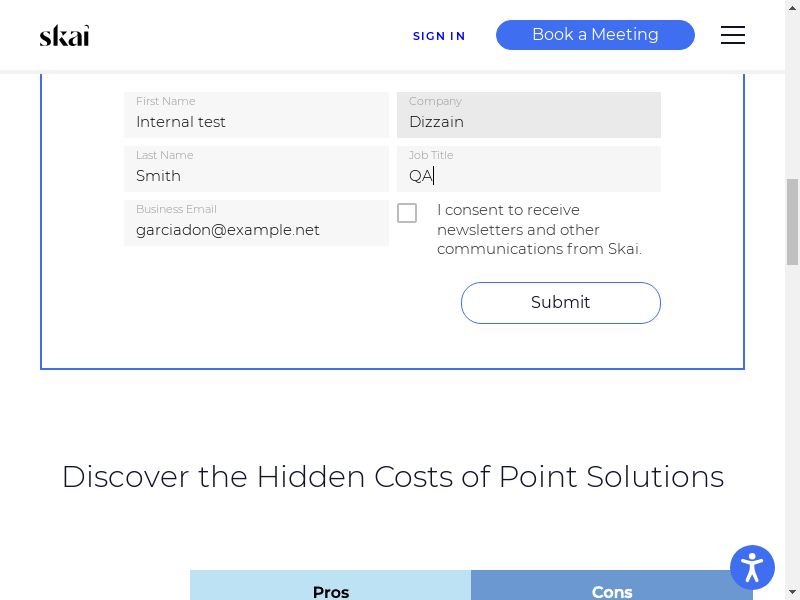 skai
SIGN IN
Book a Meeting
First Name
Internal test
Company
Dizzain
Last Name
Smith
Job Title
QA
Business Email
garciadon@example.net
I consent to receive
newsletters and other
communications from Skai.
Submit
Discover the Hidden Costs of Point Solutions
Pros
Cons